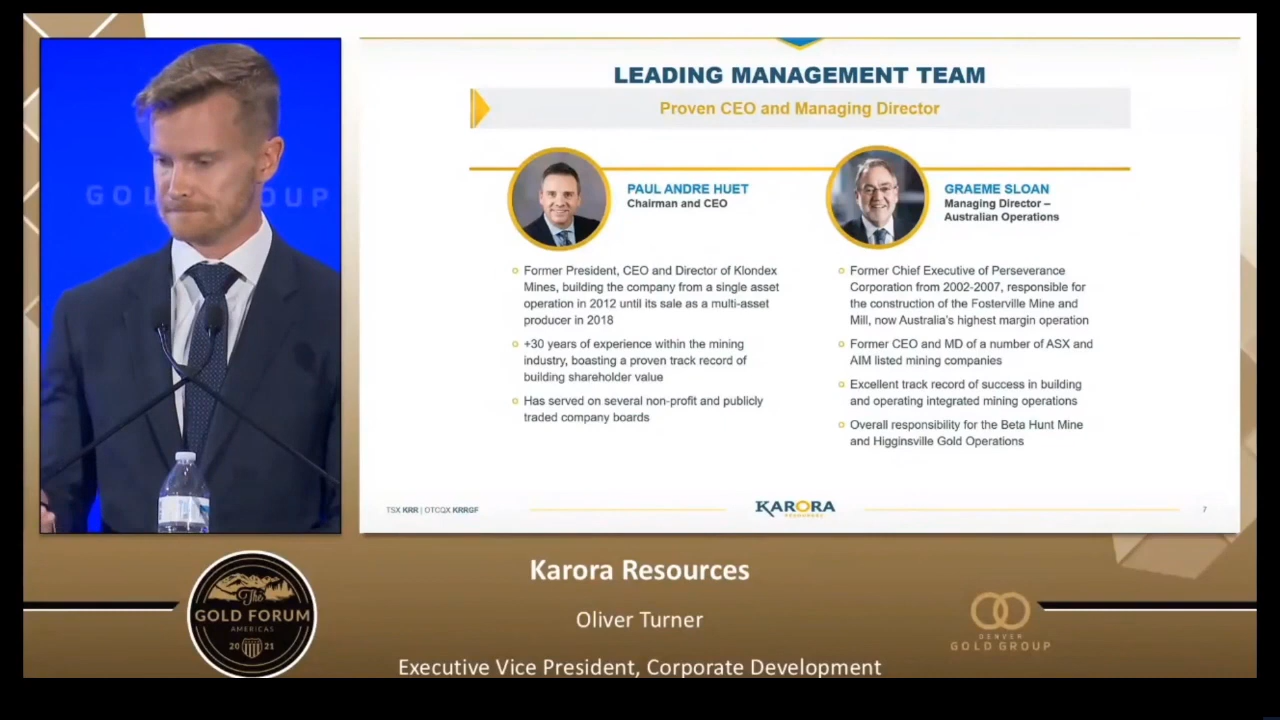 GOLD
OUP
LEADING MANAGEMENT TEAM
Proven CEO and Managing Director
PAUL ANDRE HUET
Chairman and CEO
Former President, CEO and Director of Klondex
Mines, building the company from a single asset
operation in 2012 until its sale as a multi-asset
producer in 2018
+30 years of experience within the mining
industry, boasting a proven track record of
building shareholder value
Has served on several non-profit and publicly
traded company boards
GRAEME SLOAN
Managing Director –
Australian Operations
Former Chief Executive of Perseverance
Corporation from 2002-2007, responsible for
the construction of the Fosterville Mine and
Mill, now Australia's highest margin operation
Former CEO and MD of a number of ASX and
AIM listed mining companies
Excellent track record of success in building
and operating integrated mining operations
Overall responsibility for the Beta Hunt Mine
and Higginsville Gold Operations
TSX KRR | OTCQX KRRGF
KARORA
RESOURCES
7
Karora Resources
Oliver Turner
Executive Vice President, Corporate Development
The
GOLD FORUM
AMERICAS
2021
DENVER
GOLD GROUP